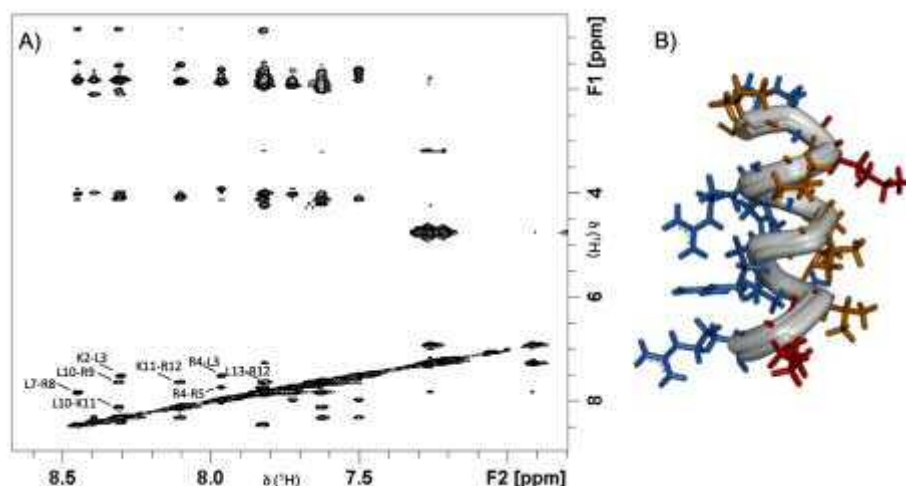 A)
B)
F1 [ppm]
4
δ (¹H)
6
8
K2-L3
L10-R9
L7-R8
L10-K11
K11-R12
R4-L3
L13-R12
R4-R5
8.5
δ (¹H)
8.0
7.5
F2 [ppm]